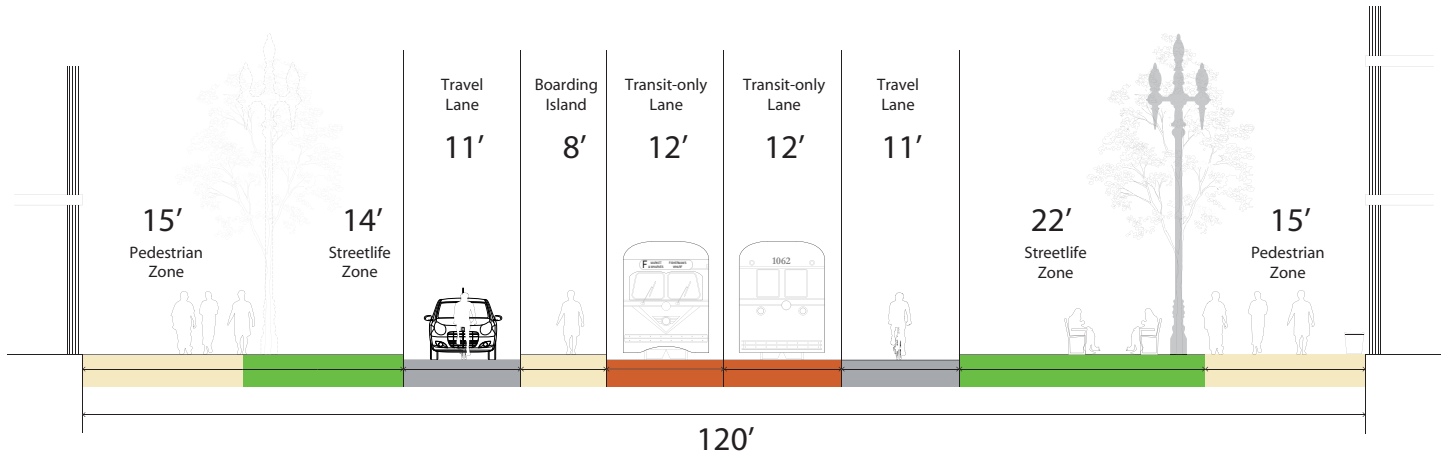 Travel
Lane
11′
Boarding
Island
8′
Transit-only
Lane
12′
Transit-only
Lane
12′
Travel
Lane
11′
15′
Pedestrian
Zone
14′
Streetlife
Zone
22′
Streetlife
Zone
15′
Pedestrian
Zone
F
1062
120′